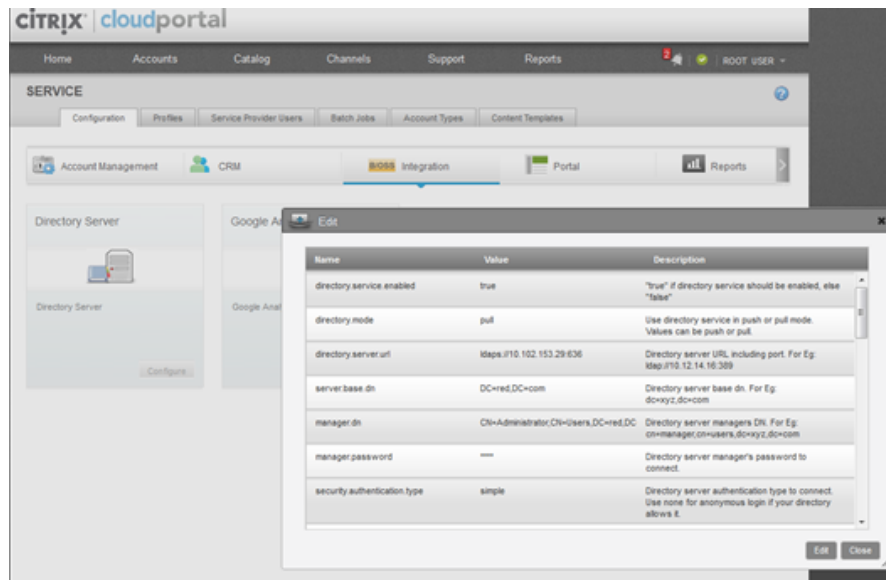 CİTRIX cloudportal
Home Accounts Catalog Channels Support Reports 2 ROOT USER
SERVICE
Configuration Profiles Service Provider Users Batch Jobs Account Types Content Templates
Account Management CRM B/OSS Integration Portal Reports
Directory Server
Directory Server
Configure
Google An
Google Anal
Edit
Name Value Description
directory.service.enabled true "true" if directory service should be enabled, else
"false"
directory.mode pull Use directory service in push or pull mode.
Values can be push or pull.
directory.server.url ldaps://10.102.153.29:636 Directory server URL including port. For Eg:
ldap://10.12.14.16:389
server.base.dn DC=red,DC=com Directory server base dn. For Eg:
dc=xyz,dc=com
manager.dn CN=Administrator,CN=Users,DC=red,DC Directory server managers DN. For Eg:
cn=manager,cn=users,dc=xyz,dc=com
manager.password **** Directory server manager's password to
connect.
security.authentication.type simple Directory server authentication type to connect.
Use none for anonymous login if your directory
allows it.
Edit Close